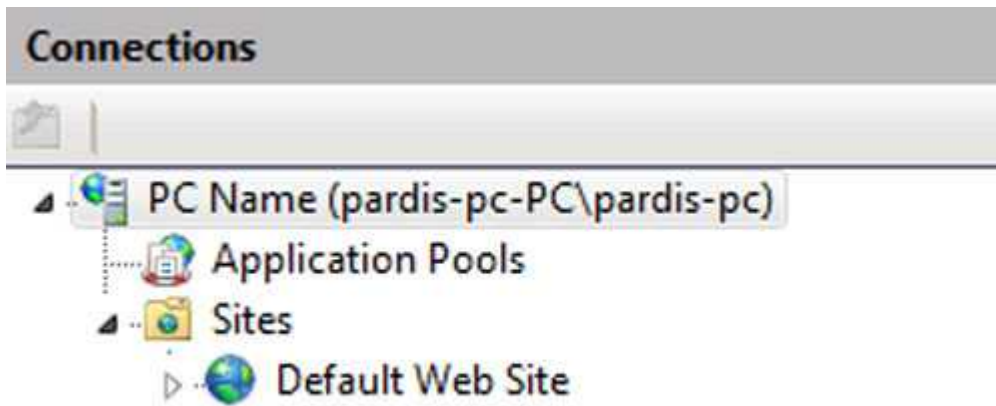 Connections
PC Name (pardis-pc-PC\pardis-pc)
Application Pools
Sites
Default Web Site